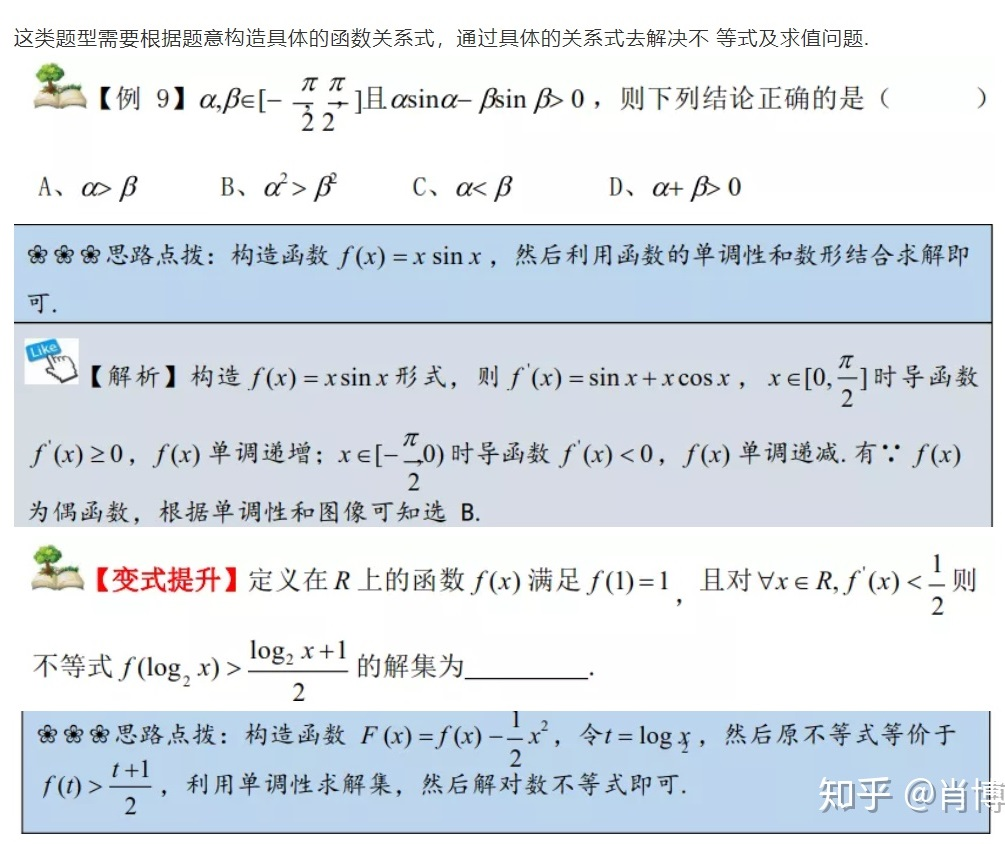 这类题型需要根据题意构造具体的函数关系式，通过具体的关系式去解决不 等式及求值问题.
【例 9】α,β∈[−π/2,π/2]且αsinα− βsin β> 0，则下列结论正确的是（ ）
A、α> β B、α²> β² C、α< β D、α+ β> 0
❀❀❀思路点拨：构造函数 f(x) = x sin x，然后利用函数的单调性和数形结合求解即
可.
Like
【解析】构造 f(x) = x sin x 形式，则 f'(x) = sin x + x cos x，x∈[0,π/2]时导函数
f'(x) ≥ 0，f(x) 单调递增；x∈[−π/2,0)时导函数 f'(x) < 0，f(x) 单调递减. 有∵ f(x)
为偶函数，根据单调性和图像可知选 B.
【变式提升】定义在 R 上的函数 f(x) 满足 f(1) = 1，且对∀x∈R, f'(x) < 1/2 则
不等式 f(log₂ x) > (log₂ x+1)/2 的解集为_________.
❀❀❀思路点拨：构造函数 F(x) = f(x) − 1/2 x²，令t = log₂ x，然后原不等式等价于
f(t) > (t+1)/2，利用单调性求解集，然后解对数不等式即可.
知乎 @肖博